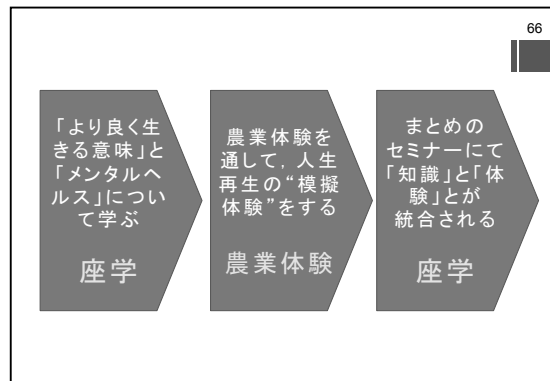 66
「より良く生
きる意味」と
「メンタルヘ
ルス」につい
て学ぶ
座学
農業体験を
通して，人生
再生の“模擬
体験”をする
農業体験
まとめの
セミナーにて
「知識」と「体
験」とが
統合される
座学